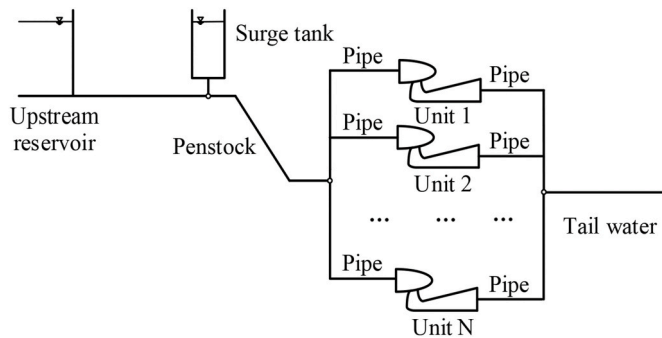 Surge tank
Upstream
reservoir
Penstock
Pipe
Pipe
Unit 1
Pipe
Pipe
Unit 2
... ... ...
Tail water
Pipe
Pipe
Unit N